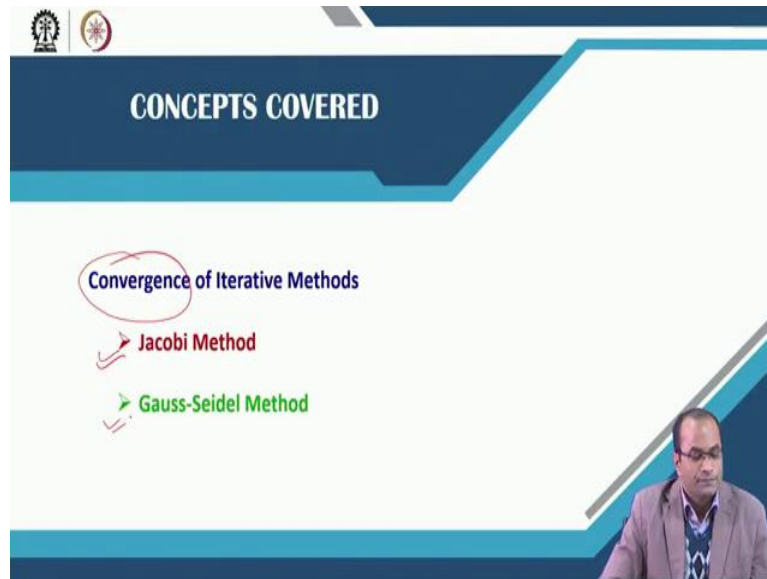 CONCEPTS COVERED
Convergence of Iterative Methods
➢ Jacobi Method
➢ Gauss-Seidel Method